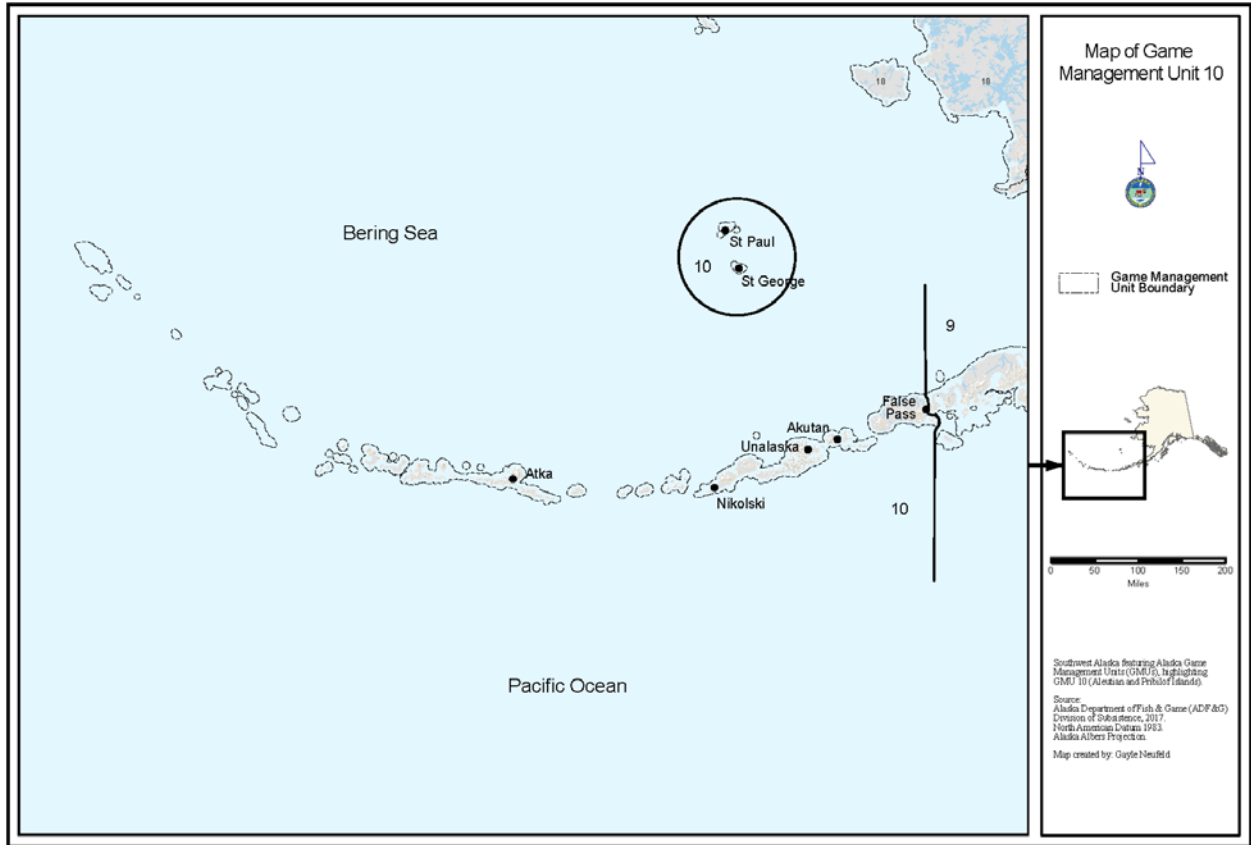 Map of Game
Management Unit 10
18
18
Bering Sea
St Paul
10
St George
N
Game Management
Unit Boundary
9
False
Pass
Akutan
Unalaska
Atka
Nikolski
10
0 50 100 150 200
Miles
Pacific Ocean
Southwest Alaska featuring Alaska Game
Management Units (GMUs), highlighting
GMU 10 (Aleutian and Pribilof Islands).
Source:
Alaska Department of Fish & Game (ADF&G)
Division of Subsistence, 2017.
North American Datum 1983.
Alaska Albers Projection.
Map created by: Gayle Neufeld